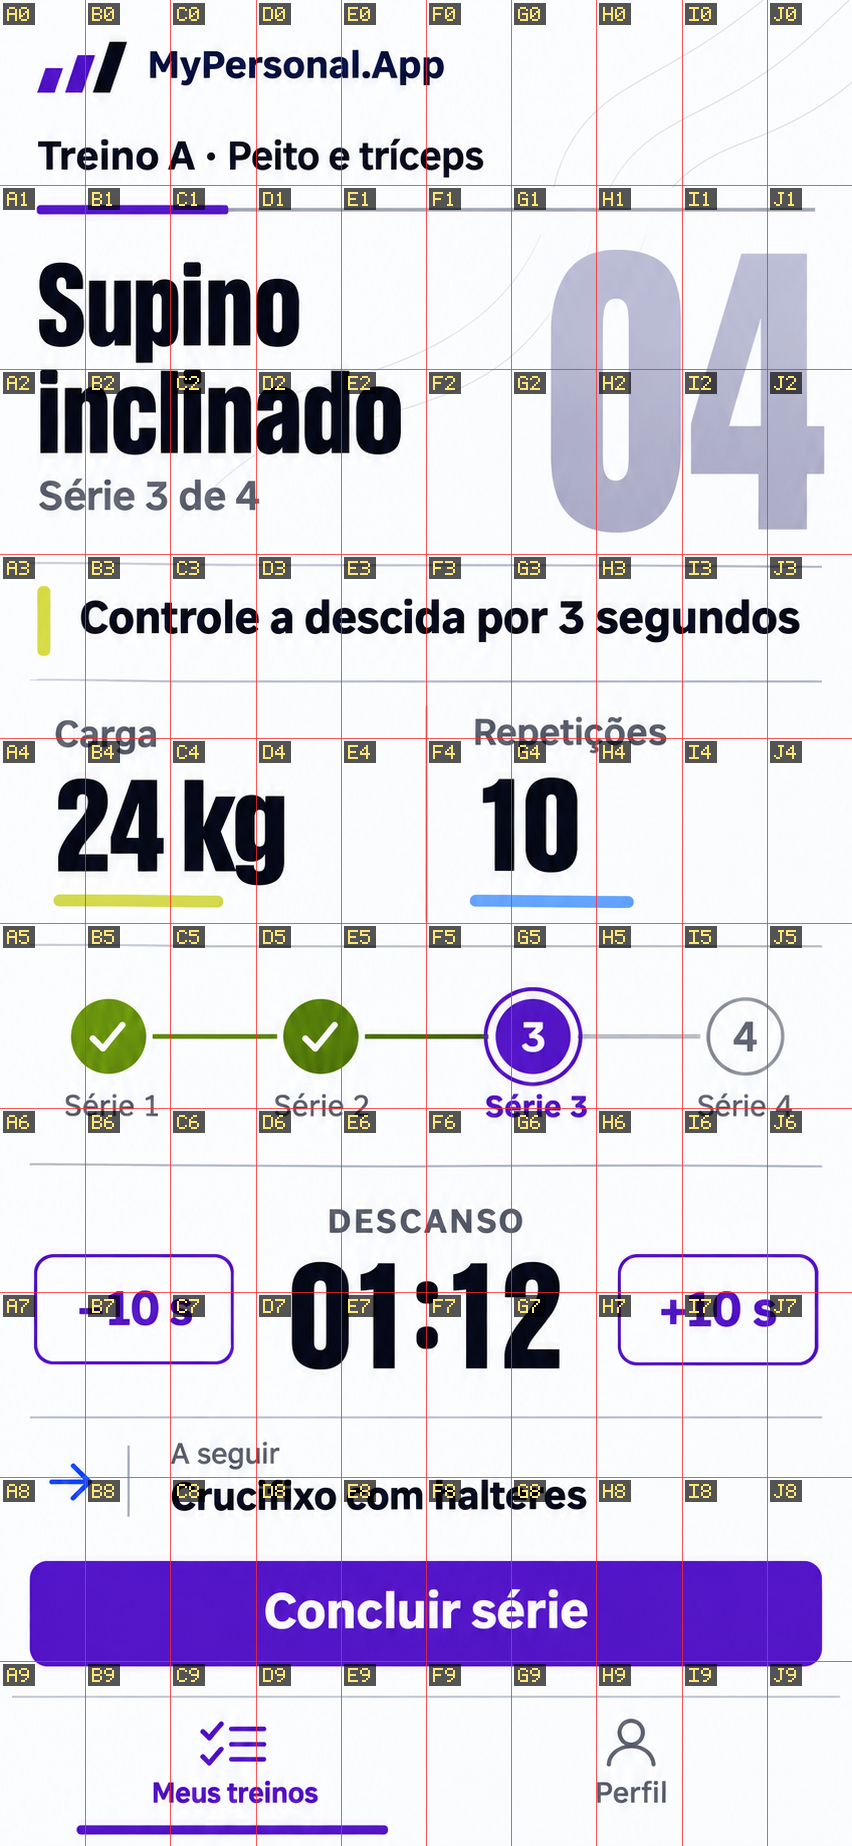 MyPersonal.App
Treino A · Peito e tríceps
04
Supino
inclinado
Série 3 de 4
Controle a descida por 3 segundos
Carga
Repetições
24 kg
10
3
4
Série 1
Série 2
Série 3
Série 4
DESCANSO
-10 s
01:12
+10 s
A seguir
Crucifixo com halteres
Concluir série
Meus treinos
Perfil